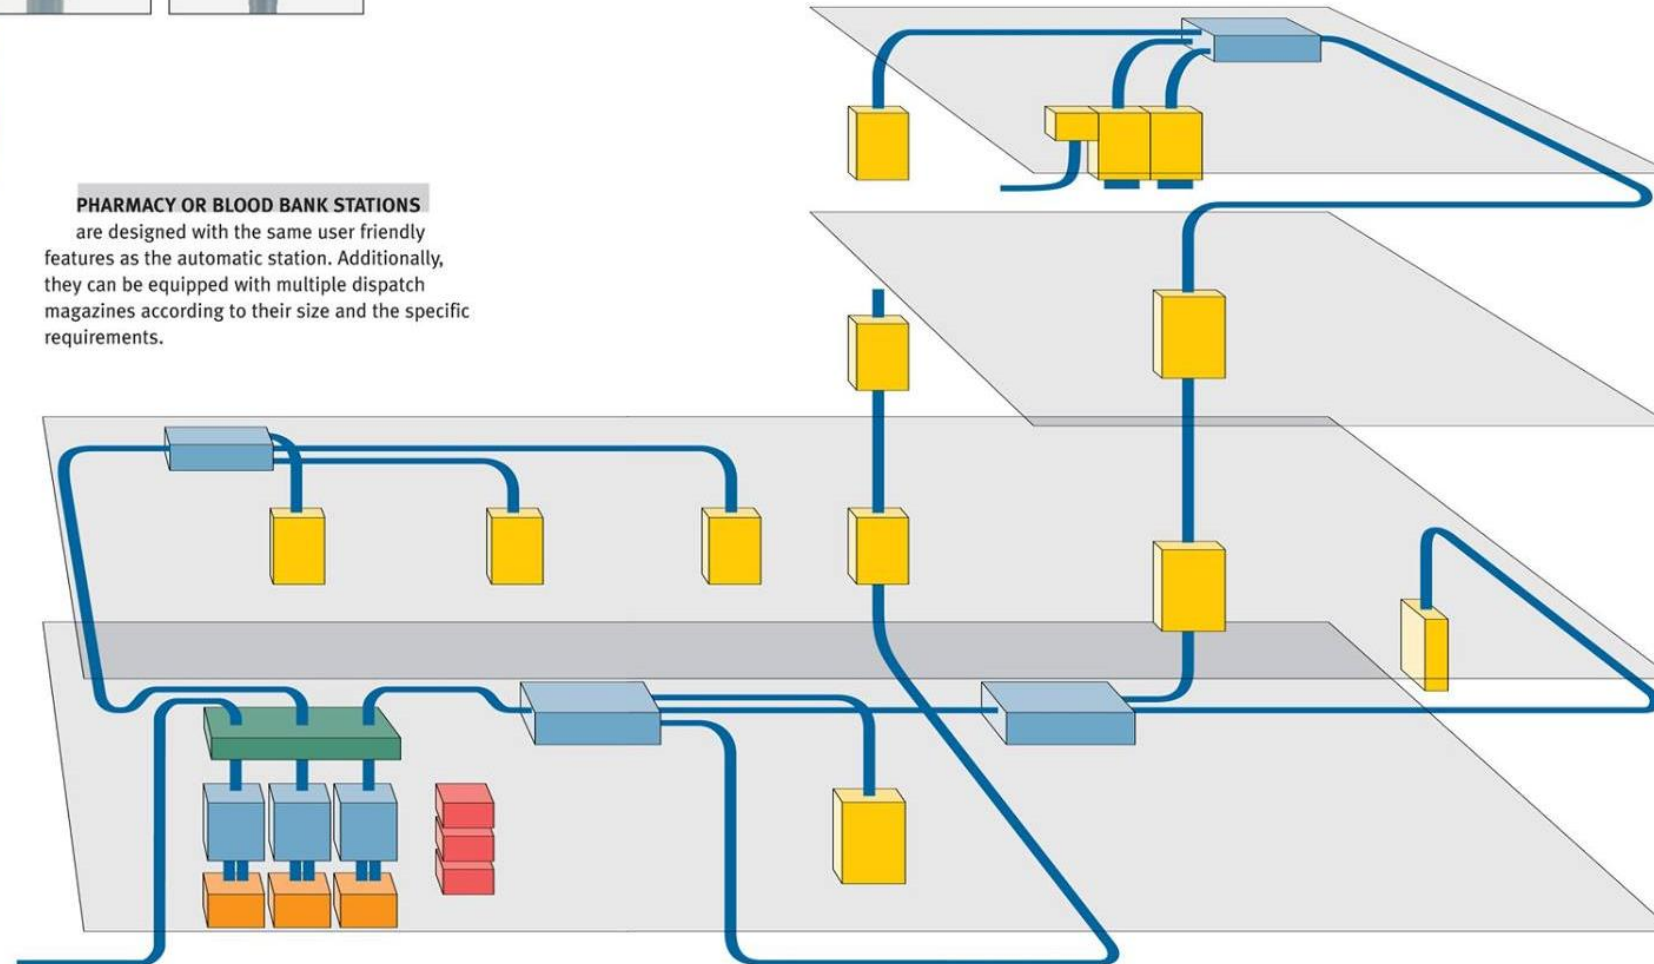 PHARMACY OR BLOOD BANK STATIONS
are designed with the same user friendly
features as the automatic station. Additionally,
they can be equipped with multiple dispatch
magazines according to their size and the specific
requirements.